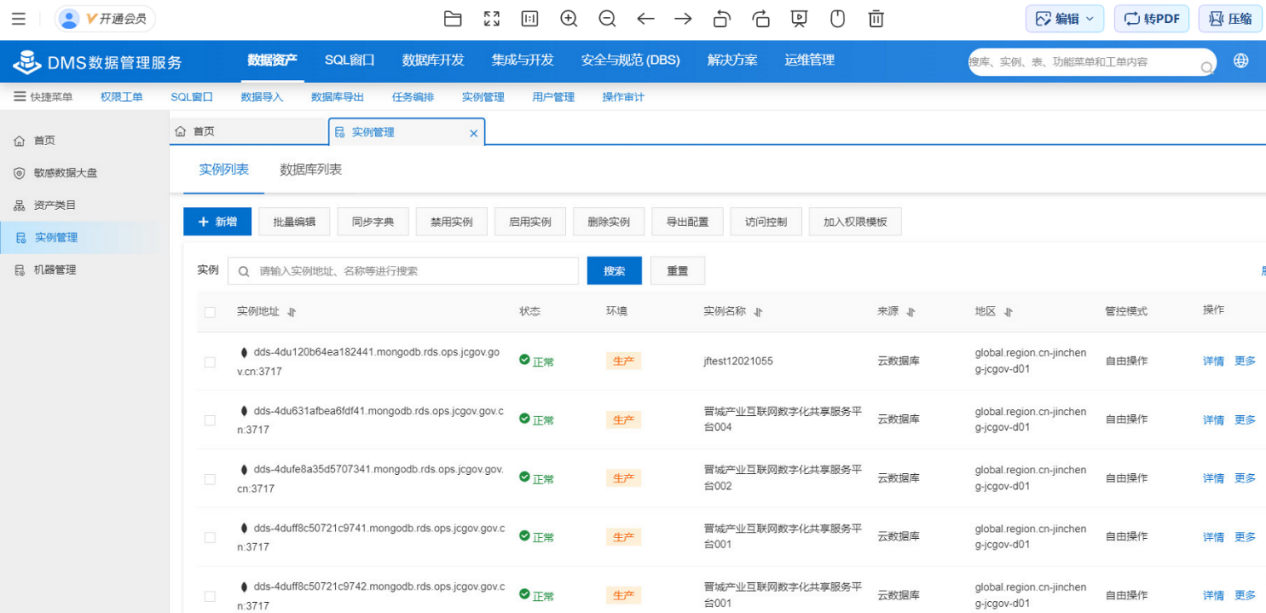 开通会员
1:1
编辑
转PDF
压缩
DMS数据管理服务
数据资产 SQL窗口 数据库开发 集成与开发 安全与规范 (DBS) 解决方案 运维管理
搜库、实例、表、功能菜单和工单内容
快捷菜单 权限工单 SQL窗口 数据导入 数据库导出 任务编排 实例管理 用户管理 操作审计
首页
敏感数据大盘
资产类目
实例管理
机器管理
首页 实例管理
实例列表 数据库列表
+ 新增 批量编辑 同步字典 禁用实例 启用实例 删除实例 导出配置 访问控制 加入权限模板
实例 请输入实例地址、名称等进行搜索 搜索 重置
实例地址 状态 环境 实例名称 来源 地区 管控模式 操作
dds-4du120b64ea182441.mongodb.rds.ops.jcgov.go
v.cn:3717
正常 生产 jftest12021055 云数据库
global.region.cn-jinchen
g-jcgov-d01
自由操作 详情 更多
dds-4du631afbea6fdf41.mongodb.rds.ops.jcgov.gov.c
n:3717
正常 生产
晋城产业互联网数字化共享服务平
台004
云数据库
global.region.cn-jinchen
g-jcgov-d01
自由操作 详情 更多
dds-4dufe8a35d5707341.mongodb.rds.ops.jcgov.gov.
cn:3717
正常 生产
晋城产业互联网数字化共享服务平
台002
云数据库
global.region.cn-jinchen
g-jcgov-d01
自由操作 详情 更多
dds-4duff8c50721c9741.mongodb.rds.ops.jcgov.gov.c
n:3717
正常 生产
晋城产业互联网数字化共享服务平
台001
云数据库
global.region.cn-jinchen
g-jcgov-d01
自由操作 详情 更多
dds-4duff8c50721c9742.mongodb.rds.ops.jcgov.gov.c
n:3717
正常 生产
晋城产业互联网数字化共享服务平
台001
云数据库
global.region.cn-jinchen
g-jcgov-d01
自由操作 详情 更多